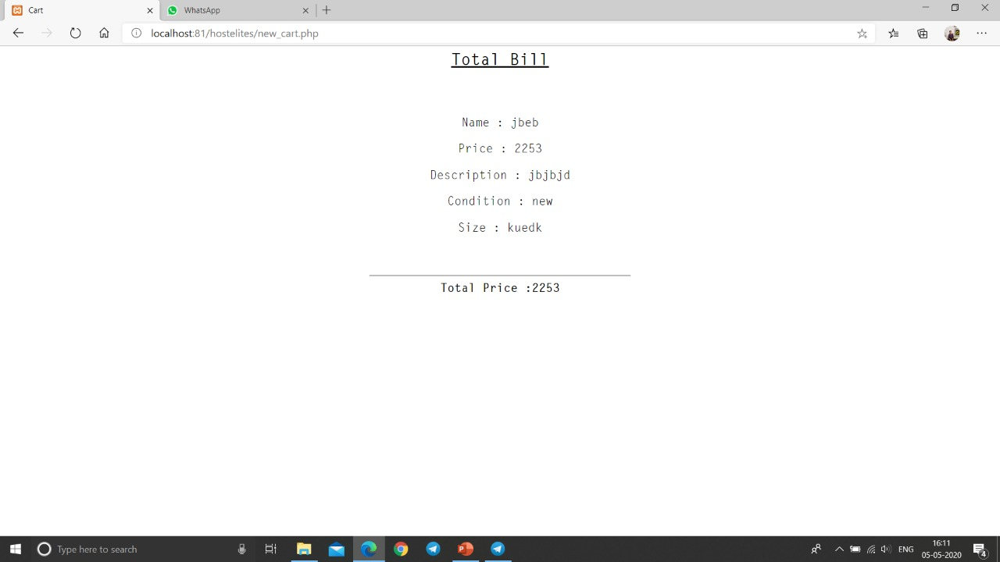 Cart
WhatsApp
localhost:81/hostelites/new_cart.php
Total Bill
Name : jbeb
Price : 2253
Description : jbjbjd
Condition : new
Size : kuedk
Total Price :2253
Type here to search
ENG
16:11
05-05-2020
4